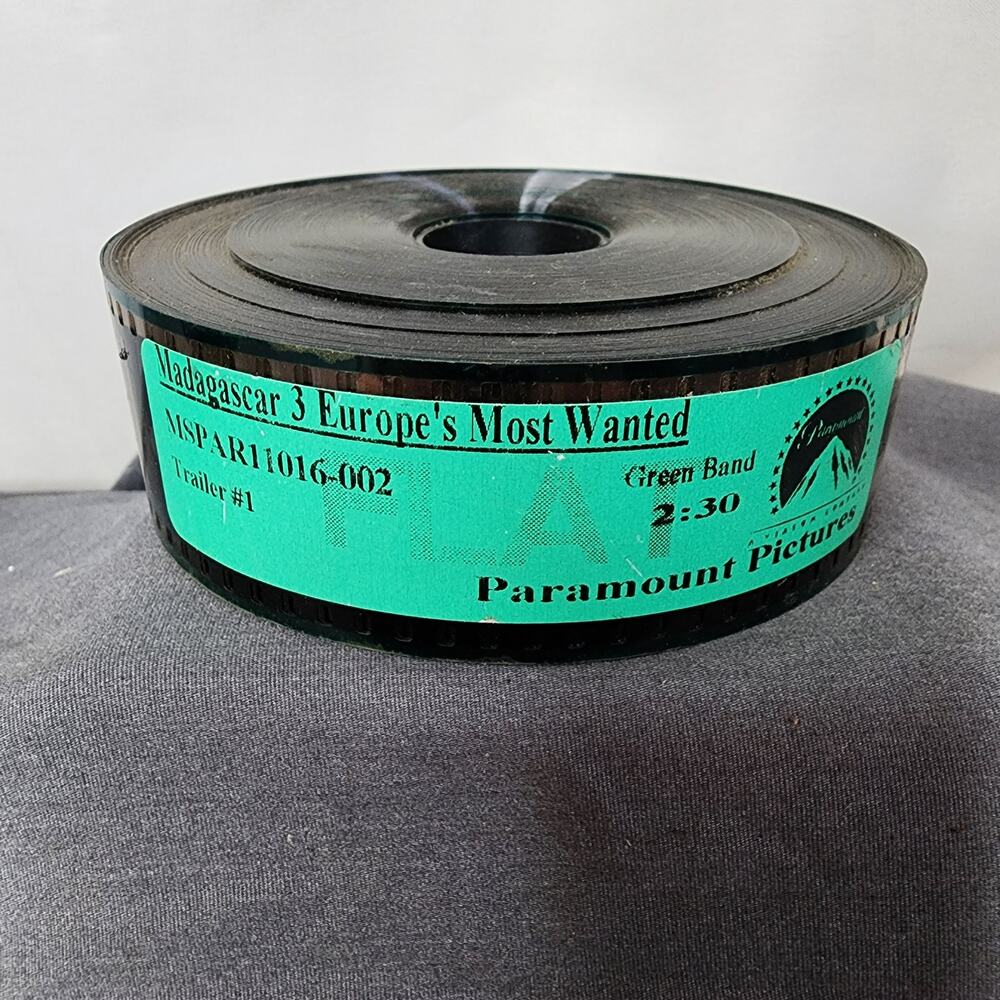 Madagascar 3 Europe's Most Wanted
MSPAR11016-002
Trailer #1
FLAT
Green Band
2:30
Paramount
A VIACOM COMPANY
Paramount Pictures